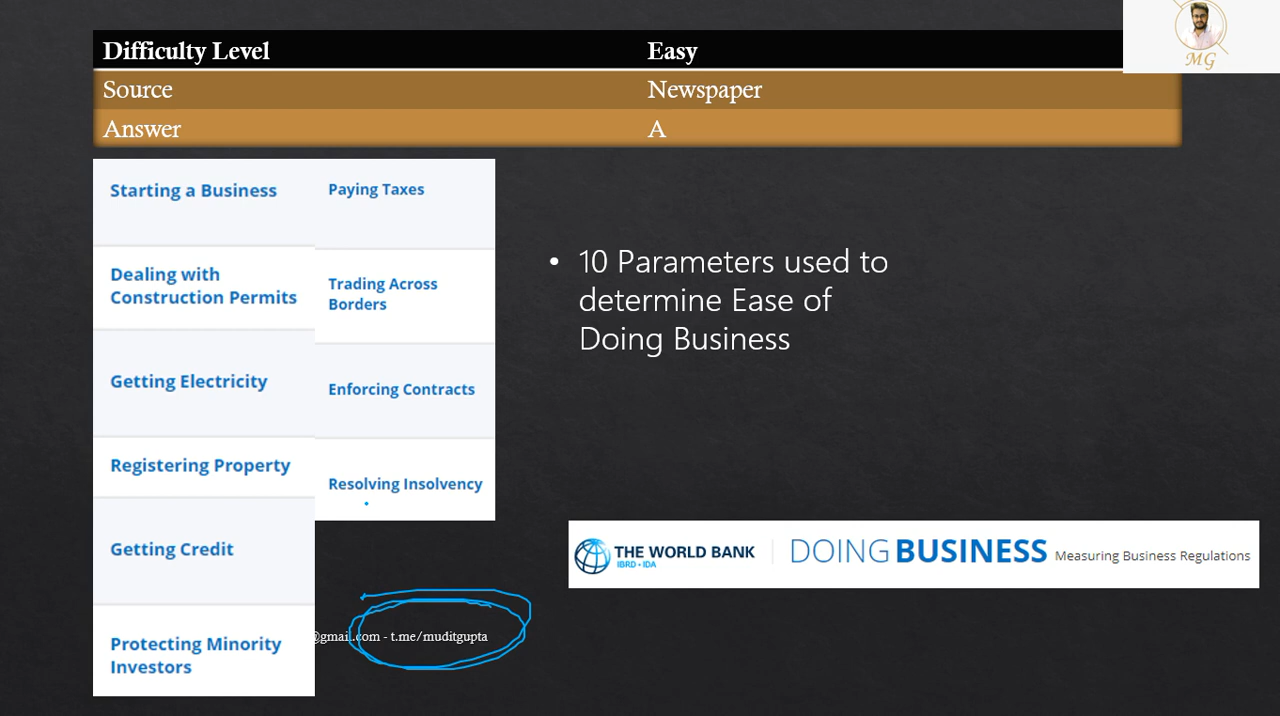 Difficulty Level Easy
Source Newspaper
Answer A
MG
Starting a Business
Dealing with
Construction Permits
Getting Electricity
Registering Property
Getting Credit
Protecting Minority
Investors
Paying Taxes
Trading Across
Borders
Enforcing Contracts
Resolving Insolvency
• 10 Parameters used to
determine Ease of
Doing Business
THE WORLD BANK
IBRD • IDA
DOING BUSINESS Measuring Business Regulations
@gmail.com - t.me/muditgupta